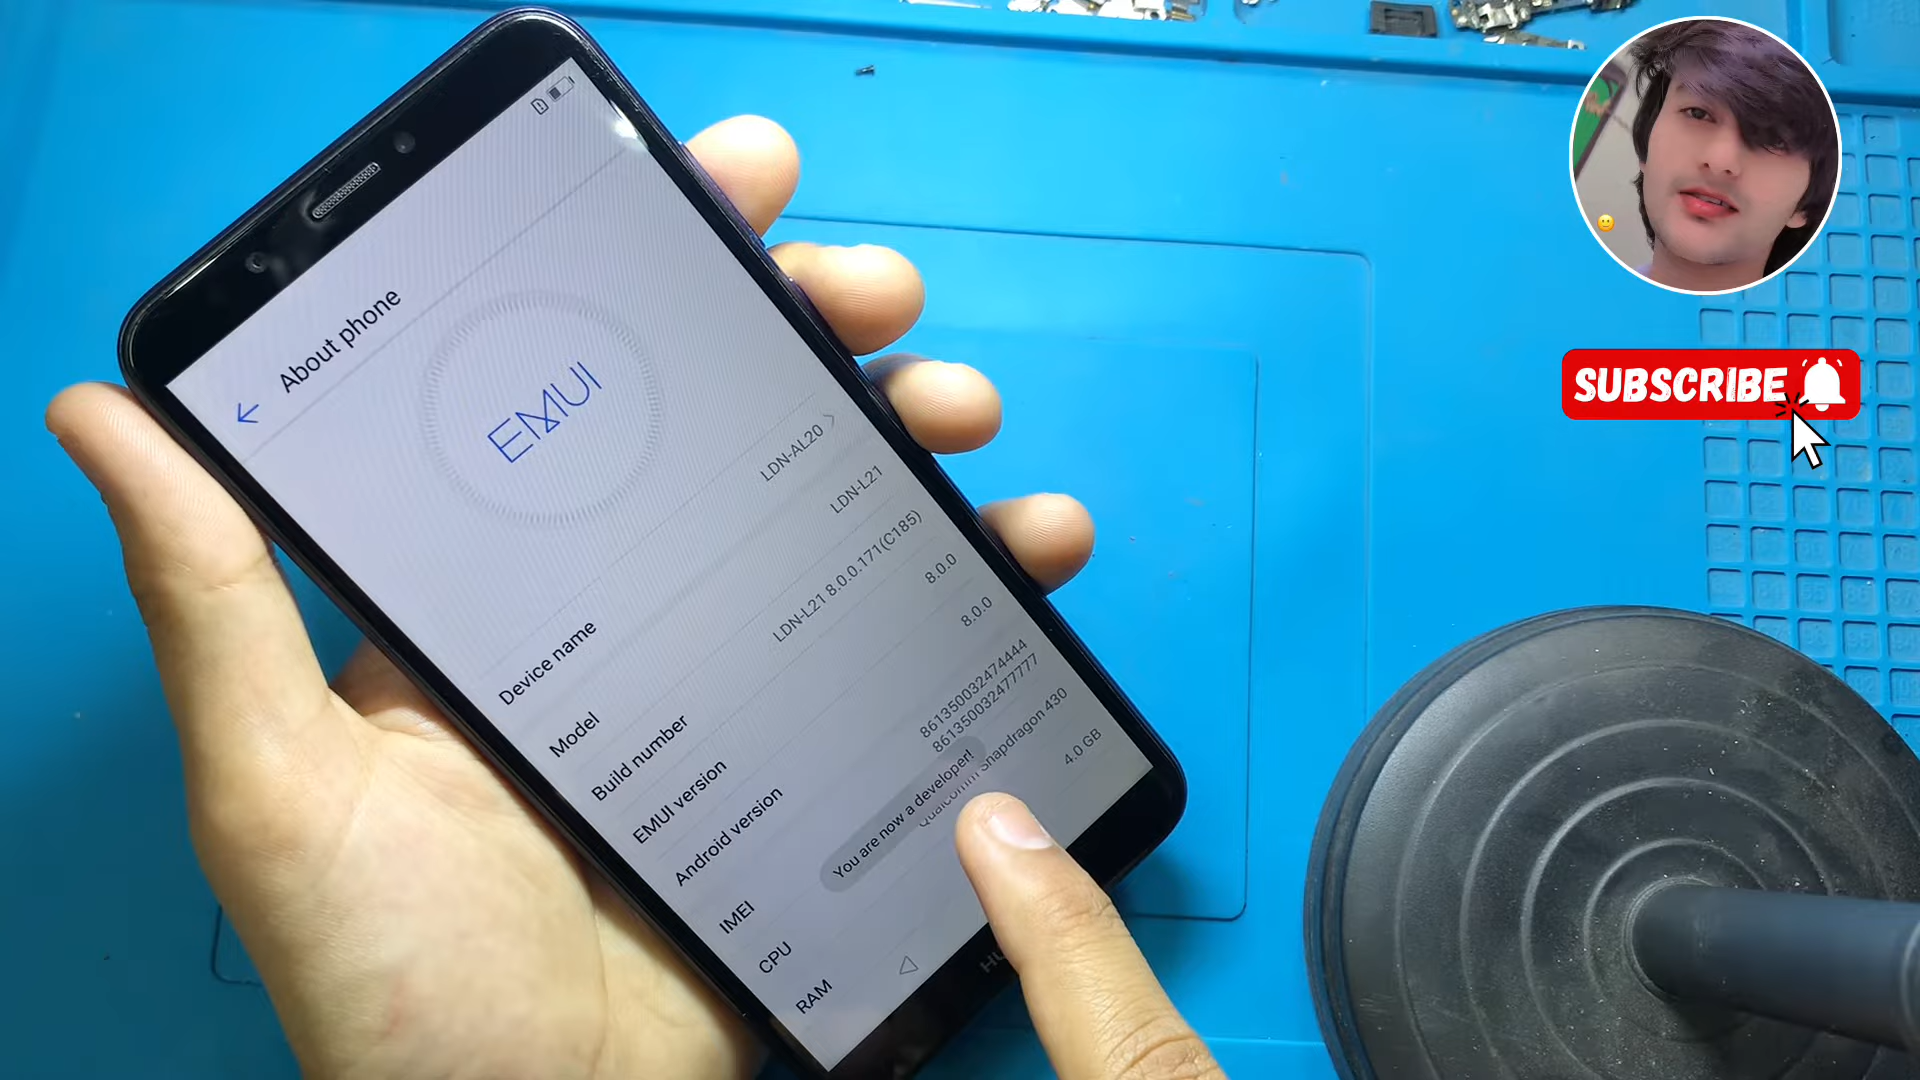 About phone
EMUI
Device name LDN-AL20
Model LDN-L21
Build number LDN-L21 8.0.0.171(C185)
EMUI version 8.0.0
Android version 8.0.0
IMEI 861350032474444
861350032477777
CPU Qualcomm Snapdragon 430
RAM 4.0 GB
You are now a developer!
SUBSCRIBE